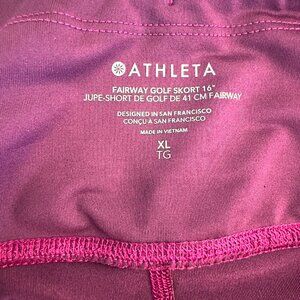 ATHLETA
FAIRWAY GOLF SKORT 16"
JUPE-SHORT DE GOLF DE 41 CM FAIRWAY
DESIGNED IN SAN FRANCISCO
CONÇU À SAN FRANCISCO
MADE IN VIETNAM
XL
TG